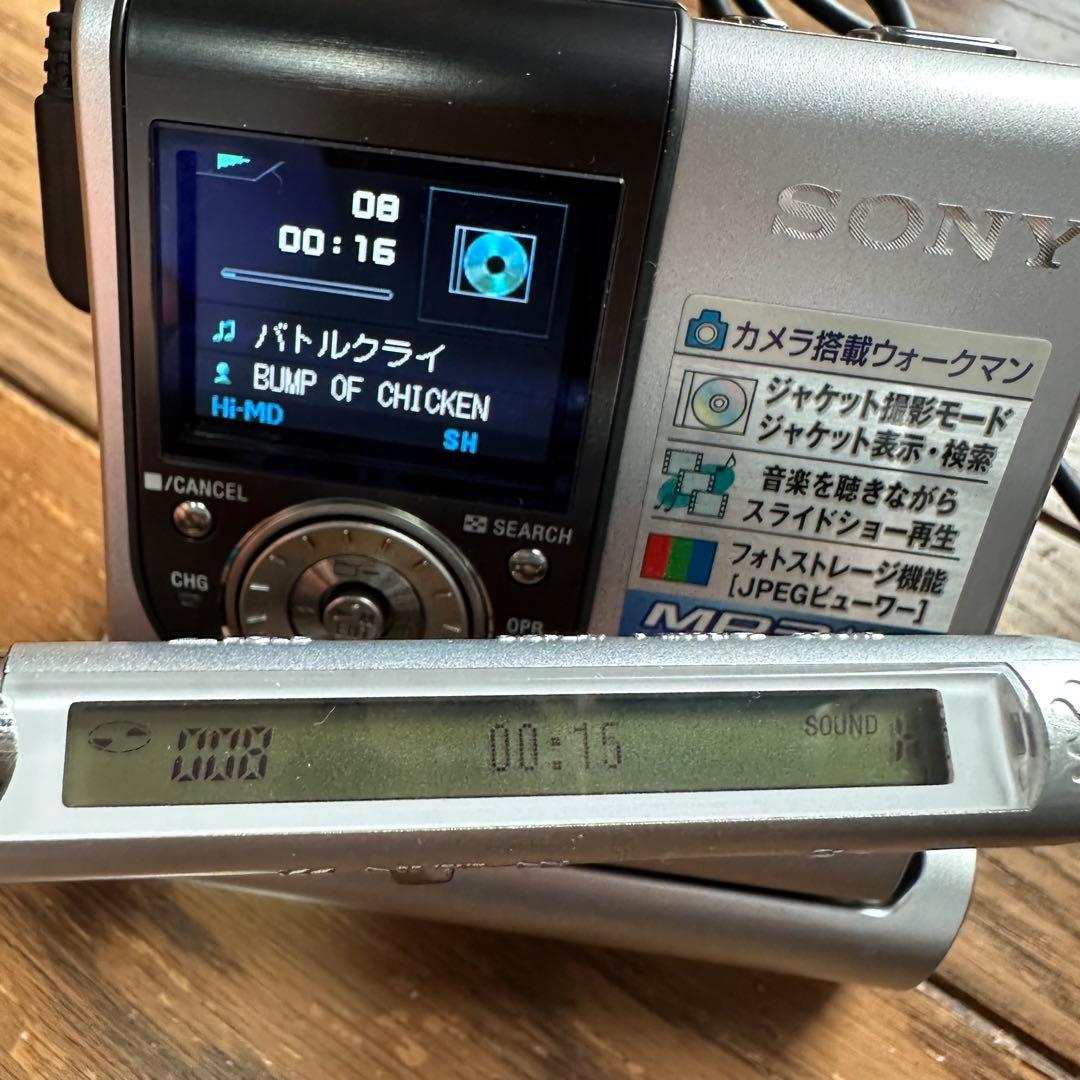 08
00:16
バトルクライ
BUMP OF CHICKEN
Hi-MD
SH
SONY
カメラ搭載ウォークマン
ジャケット撮影モード
ジャケット表示・検索
音楽を聴きながら
スライドショー再生
フォトストレージ機能
[JPEGビューワー]
/CANCEL
SEARCH
CHG
OPR
008
00:16
SOUND